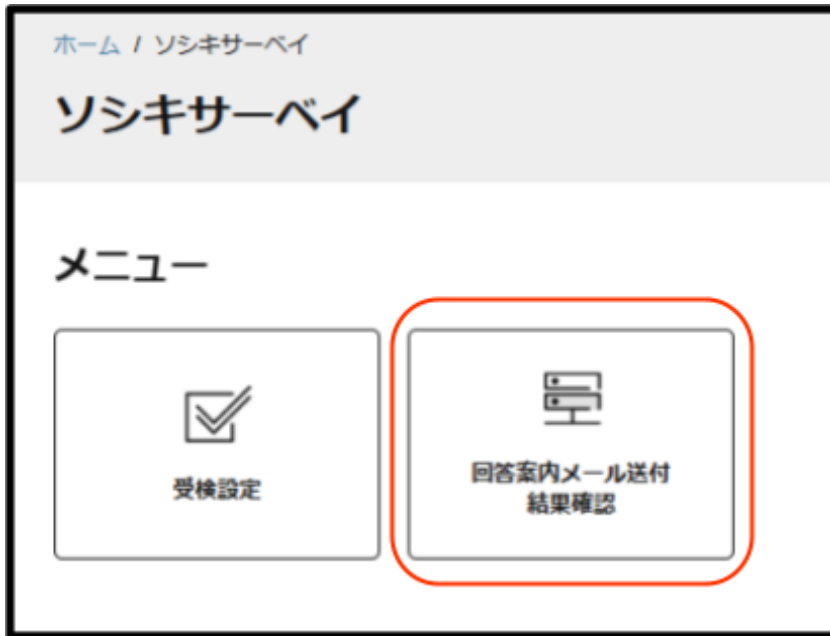 ホーム / ソシキサーベイ
ソシキサーベイ
メニュー
受検設定
回答案内メール送付
結果確認